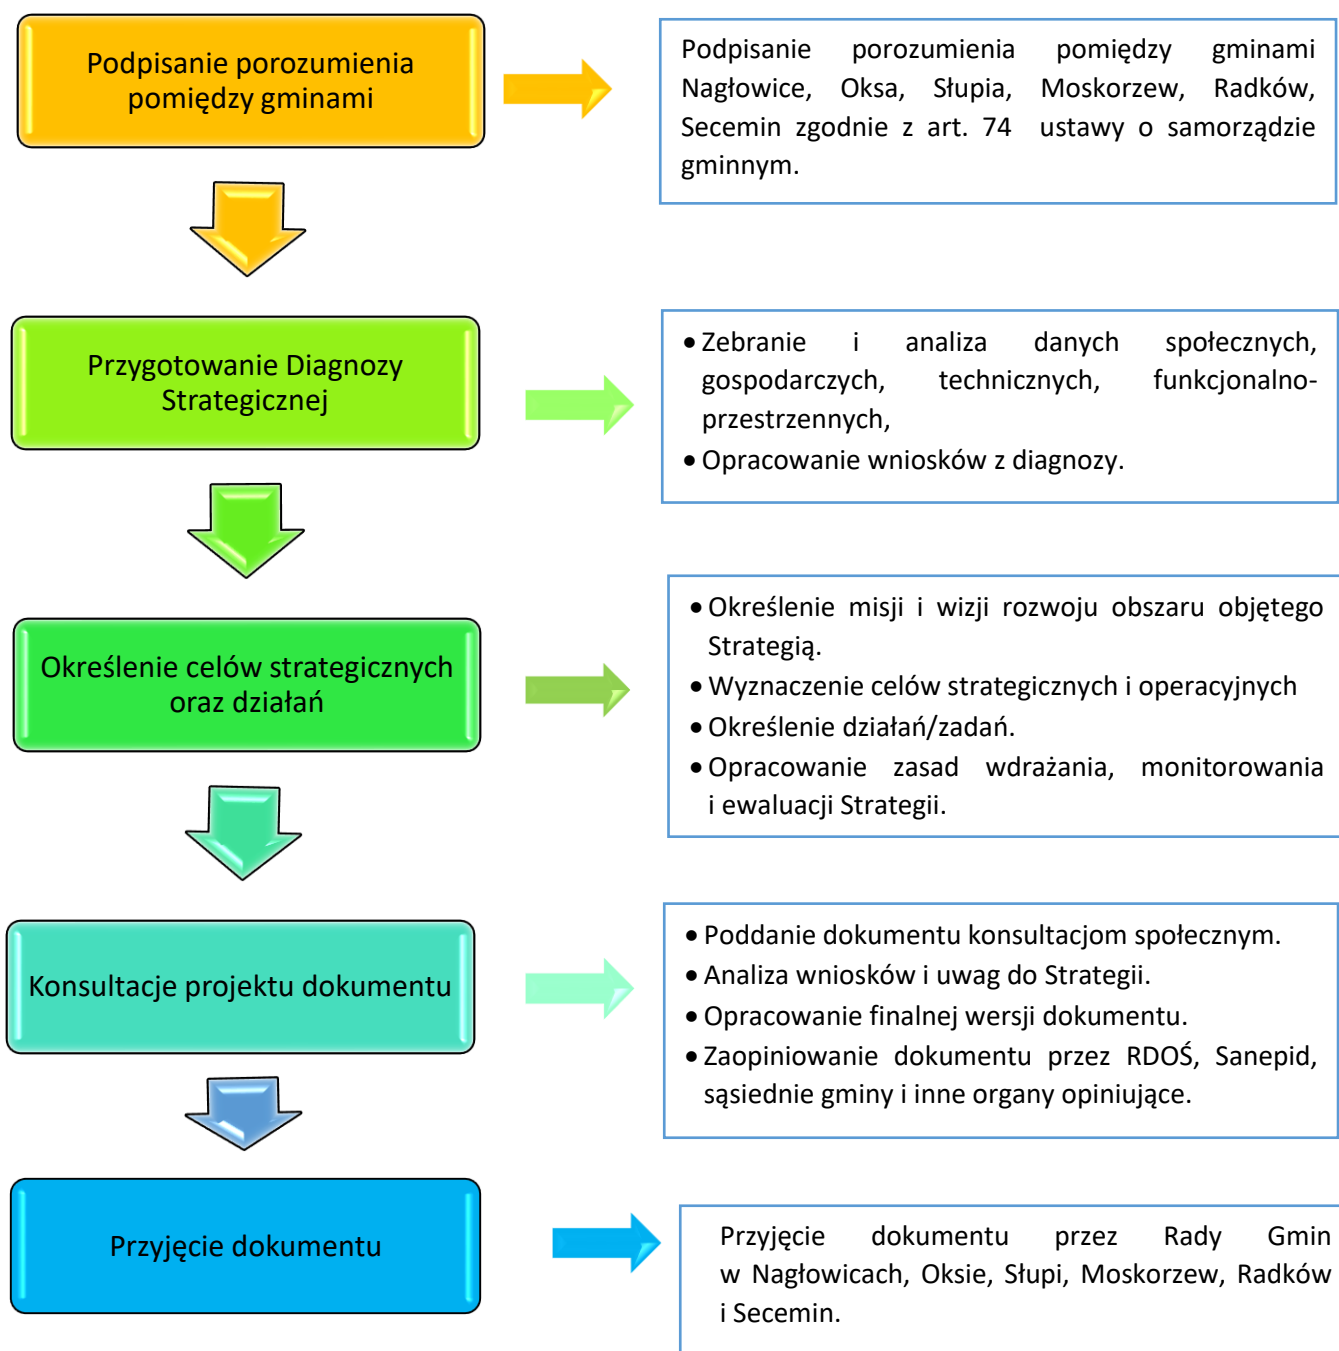 Podpisanie porozumienia
pomiędzy gminami
Podpisanie porozumienia pomiędzy gminami
Nagłowice, Oksa, Słupia, Moskorzew, Radków,
Secemin zgodnie z art. 74 ustawy o samorządzie
gminnym.
Przygotowanie Diagnozy
Strategicznej
• Zebranie i analiza danych społecznych,
gospodarczych, technicznych, funkcjonalno-
przestrzennych,
• Opracowanie wniosków z diagnozy.
Określenie celów strategicznych
oraz działań
• Określenie misji i wizji rozwoju obszaru objętego
Strategią.
• Wyznaczenie celów strategicznych i operacyjnych
• Określenie działań/zadań.
• Opracowanie zasad wdrażania, monitorowania
i ewaluacji Strategii.
Konsultacje projektu dokumentu
• Poddanie dokumentu konsultacjom społecznym.
• Analiza wniosków i uwag do Strategii.
• Opracowanie finalnej wersji dokumentu.
• Zaopiniowanie dokumentu przez RDOŚ, Sanepid,
sąsiednie gminy i inne organy opiniujące.
Przyjęcie dokumentu
Przyjęcie dokumentu przez Rady Gmin
w Nagłowicach, Oksie, Słupi, Moskorzew, Radków
i Secemin.